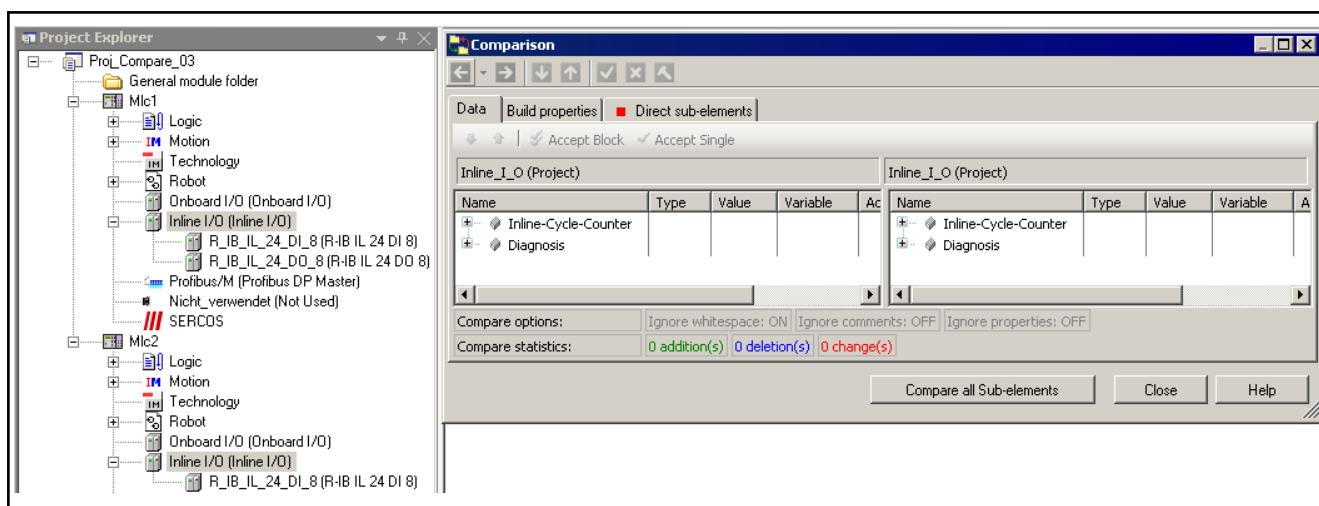 Project Explorer
Proj_Compare_03
General module folder
Mlc1
Logic
IM Motion
IM Technology
Robot
Onboard I/O (Onboard I/O)
Inline I/O (Inline I/O)
R_IB_IL_24_DI_8 (R-IB IL 24 DI 8)
R_IB_IL_24_DO_8 (R-IB IL 24 DO 8)
Profibus/M (Profibus DP Master)
Nicht_verwendet (Not Used)
SERCOS
Mlc2
Logic
IM Motion
IM Technology
Robot
Onboard I/O (Onboard I/O)
Inline I/O (Inline I/O)
R_IB_IL_24_DI_8 (R-IB IL 24 DI 8)
Comparison
Data Build properties Direct sub-elements
Accept Block Accept Single
Inline_I_O (Project) Inline_I_O (Project)
Name Type Value Variable Ac Name Type Value Variable A
Inline-Cycle-Counter Inline-Cycle-Counter
Diagnosis Diagnosis
Compare options: Ignore whitespace: ON Ignore comments: OFF Ignore properties: OFF
Compare statistics: 0 addition(s) 0 deletion(s) 0 change(s)
Compare all Sub-elements Close Help